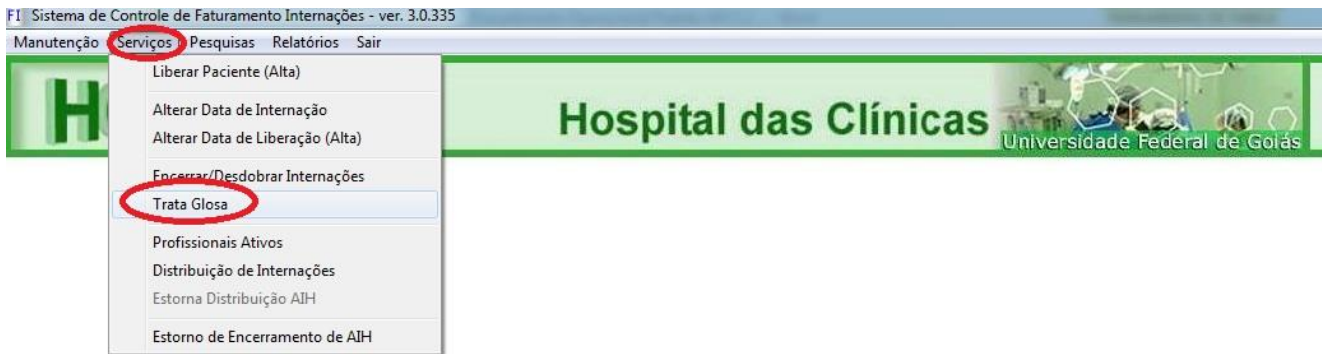 FI Sistema de Controle de Faturamento Internações - ver. 3.0.335
Manutenção Serviços Pesquisas Relatórios Sair
Liberar Paciente (Alta)
Alterar Data de Internação
Alterar Data de Liberação (Alta)
Encerrar/Desdobrar Internações
Trata Glosa
Profissionais Ativos
Distribuição de Internações
Estorna Distribuição AIH
Estorno de Encerramento de AIH
H
Hospital das Clínicas
Universidade Federal de Goiás